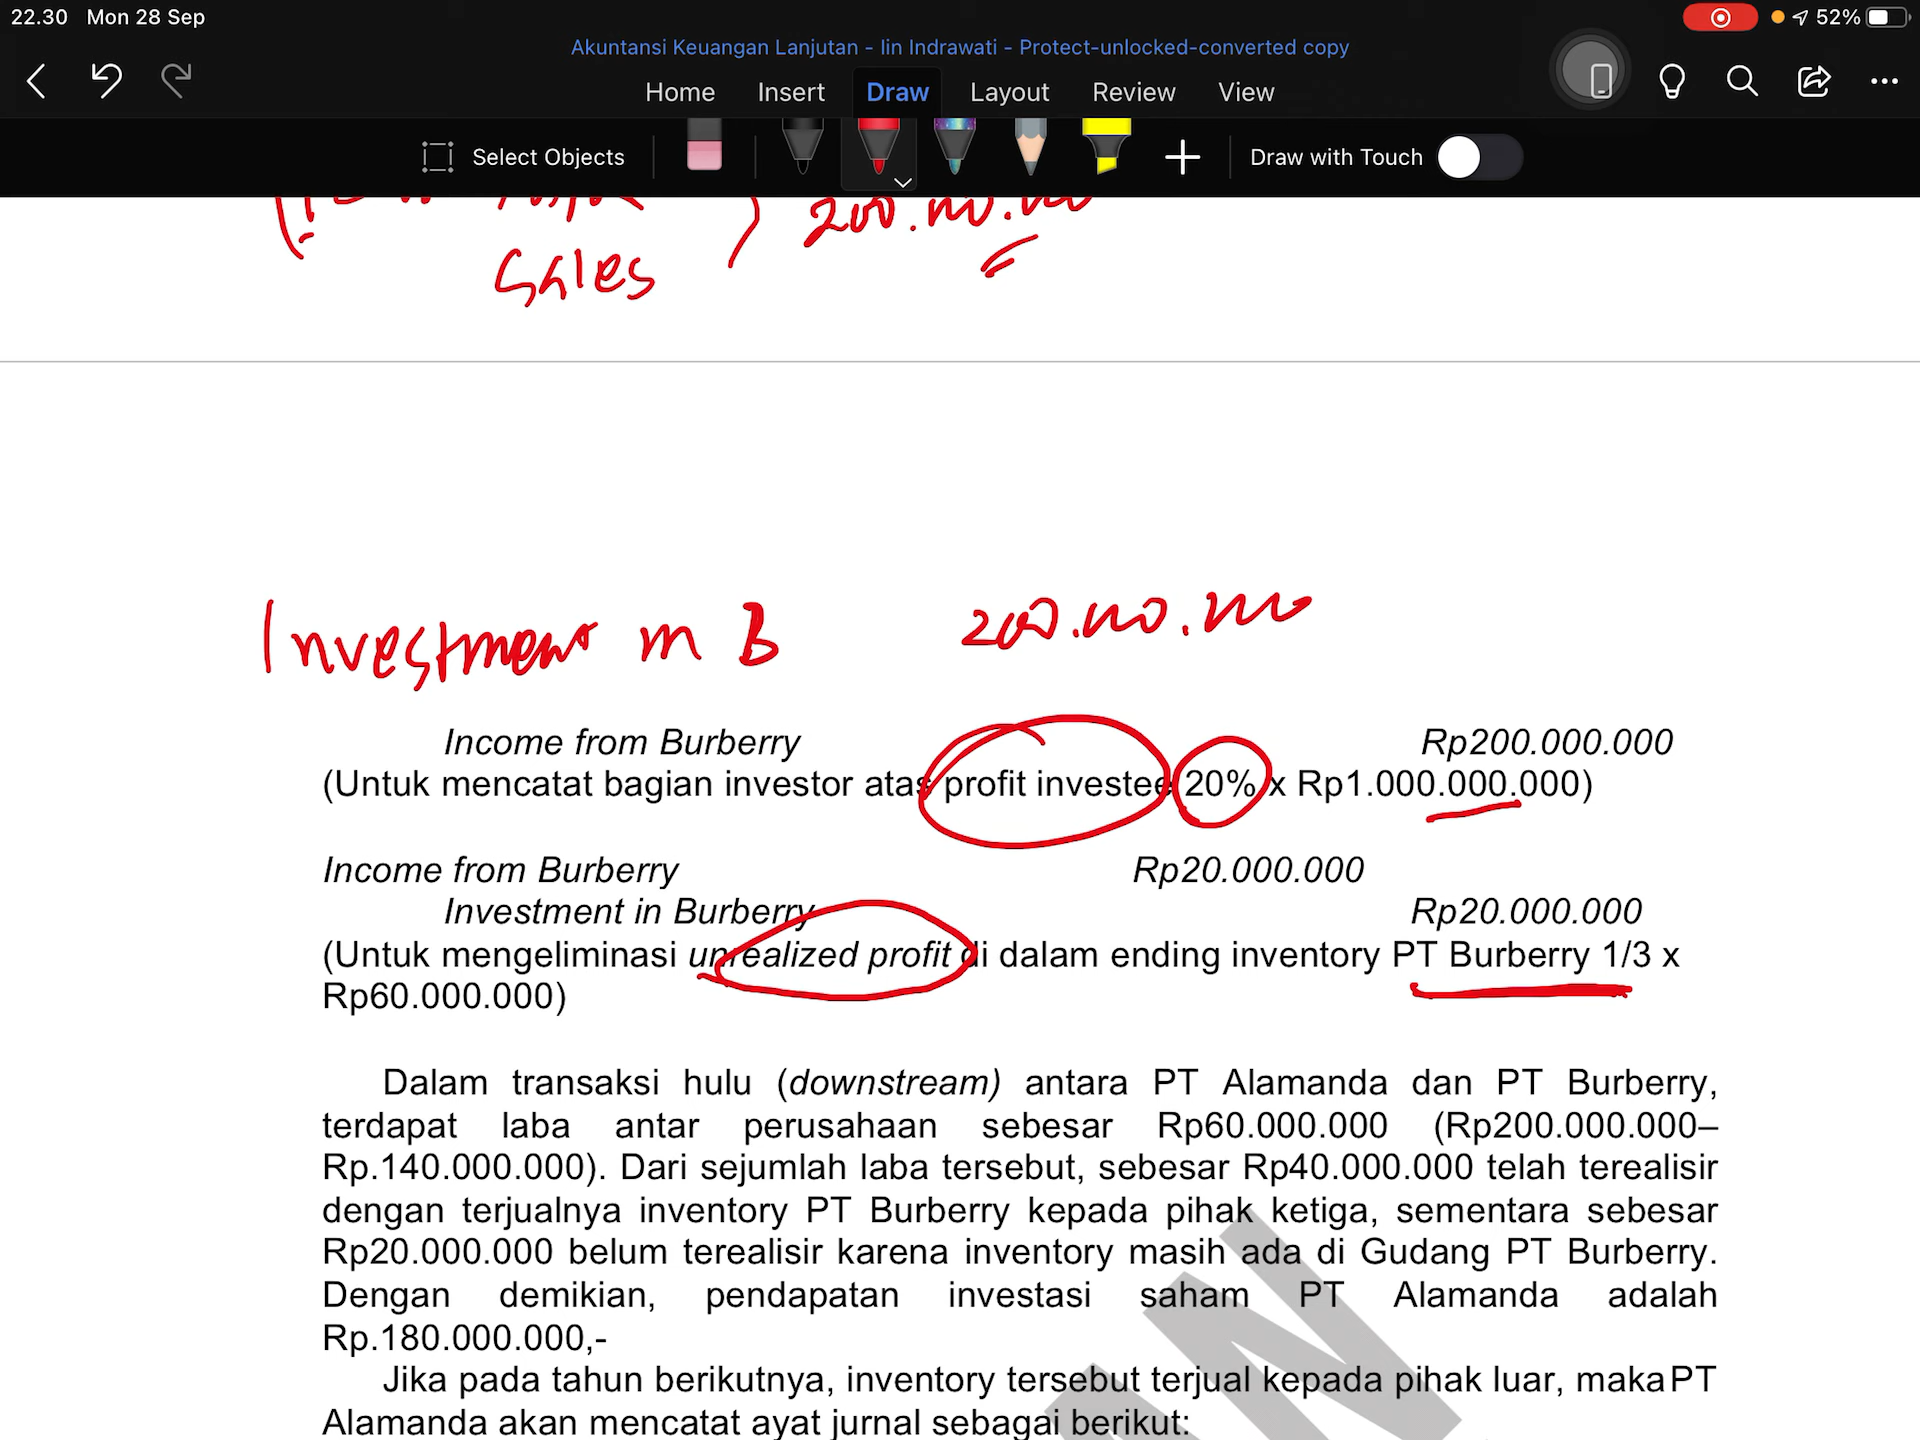 22.30 Mon 28 Sep
52%
Akuntansi Keuangan Lanjutan - Iin Indrawati - Protect-unlocked-converted copy
Home Insert Draw Layout Review View
Select Objects
Draw with Touch
200.000.000
Sales
Investment in B 200.000.000
Income from Burberry Rp200.000.000
(Untuk mencatat bagian investor atas profit investee 20% x Rp1.000.000.000)
Income from Burberry Rp20.000.000
Investment in Burberry Rp20.000.000
(Untuk mengeliminasi unrealized profit di dalam ending inventory PT Burberry 1/3 x
Rp60.000.000)
Dalam transaksi hulu (downstream) antara PT Alamanda dan PT Burberry,
terdapat laba antar perusahaan sebesar Rp60.000.000 (Rp200.000.000–
Rp.140.000.000). Dari sejumlah laba tersebut, sebesar Rp40.000.000 telah terealisir
dengan terjualnya inventory PT Burberry kepada pihak ketiga, sementara sebesar
Rp20.000.000 belum terealisir karena inventory masih ada di Gudang PT Burberry.
Dengan demikian, pendapatan investasi saham PT Alamanda adalah
Rp.180.000.000,-
Jika pada tahun berikutnya, inventory tersebut terjual kepada pihak luar, maka PT
Alamanda akan mencatat ayat jurnal sebagai berikut: